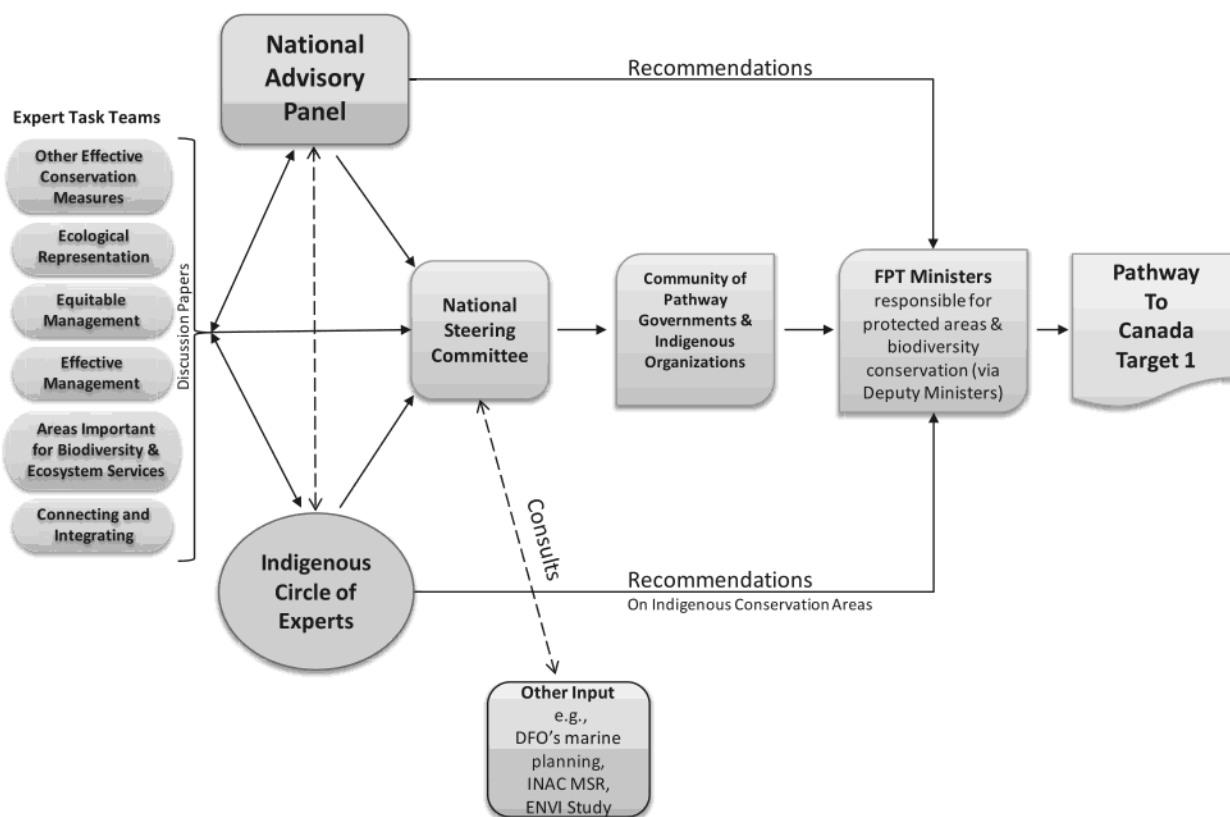 National
Advisory
Panel
Recommendations
Expert Task Teams
Other Effective
Conservation
Measures
Ecological
Representation
Equitable
Management
Effective
Management
Areas Important
for Biodiversity &
Ecosystem Services
Connecting and
Integrating
Discussion Papers
National
Steering
Committee
Community of
Pathway
Governments &
Indigenous
Organizations
FPT Ministers
responsible for
protected areas &
biodiversity
conservation (via
Deputy Ministers)
Pathway
To
Canada
Target 1
Indigenous
Circle of
Experts
Consults
Recommendations
On Indigenous Conservation Areas
Other Input
e.g.,
DFO's marine
planning,
INAC MSR,
ENVI Study